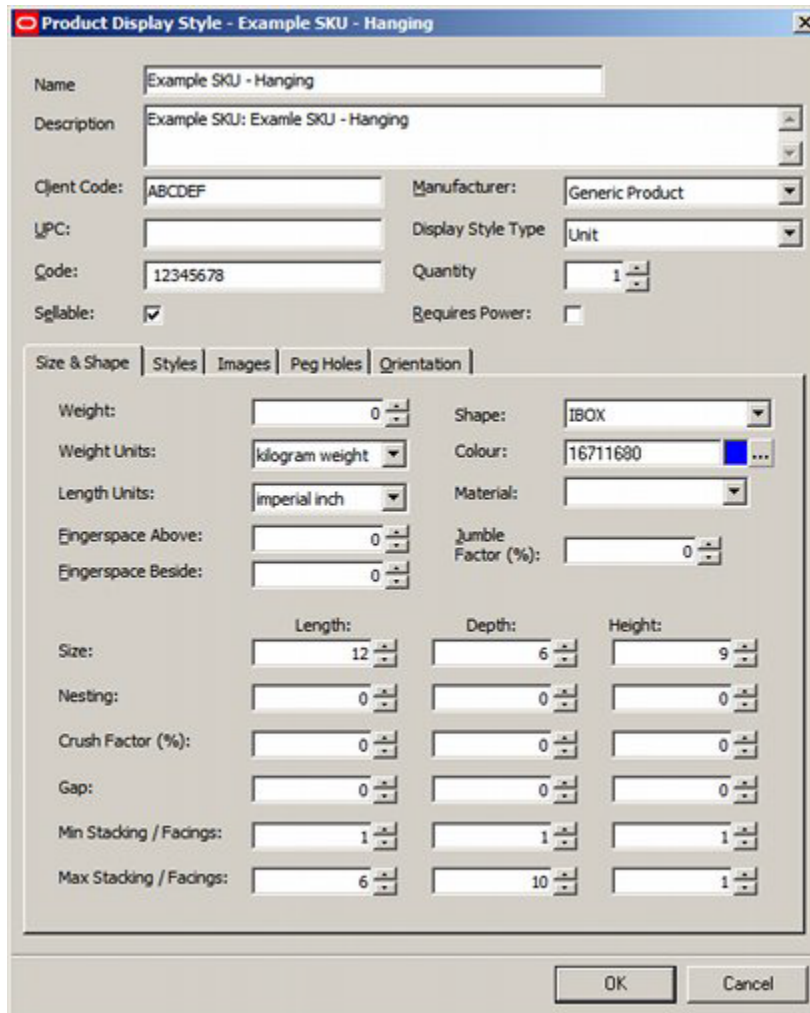 Product Display Style - Example SKU - Hanging
Name Example SKU - Hanging
Description Example SKU: Examle SKU - Hanging
Client Code: ABCDEF Manufacturer: Generic Product
UPC: Display Style Type Unit
Code: 12345678 Quantity 1
Sellable: Requires Power:
Size & Shape Styles Images Peg Holes Orientation
Weight: 0 Shape: IBOX
Weight Units: kilogram weight Colour: 16711680 ...
Length Units: imperial inch Material:
Fingerspace Above: 0 Jumble
Factor (%): 0
Fingerspace Beside: 0
Length: Depth: Height:
Size: 12 6 9
Nesting: 0 0 0
Crush Factor (%): 0 0 0
Gap: 0 0 0
Min Stacking / Facings: 1 1 1
Max Stacking / Facings: 6 10 1
OK Cancel